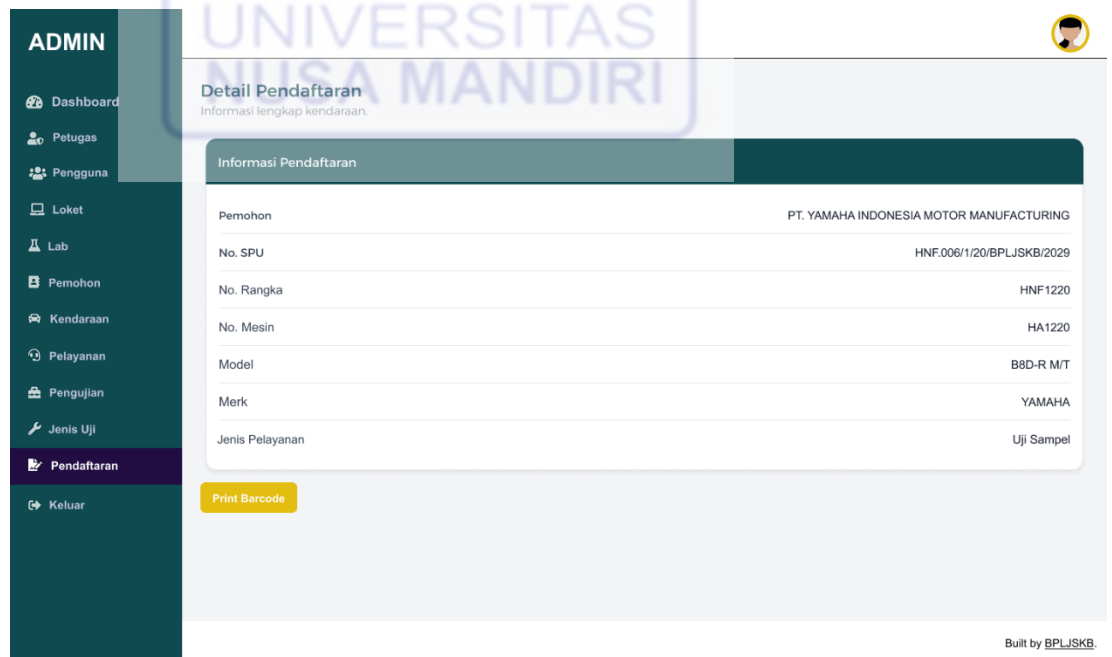 UNIVERSITAS
NUSA MANDIRI
ADMIN
Dashboard
Petugas
Pengguna
Loket
Lab
Pemohon
Kendaraan
Pelayanan
Pengujian
Jenis Uji
Pendaftaran
Keluar
Detail Pendaftaran
Informasi lengkap kendaraan.
Informasi Pendaftaran
Pemohon PT. YAMAHA INDONESIA MOTOR MANUFACTURING
No. SPU HNF.006/1/20/BPLJSKB/2029
No. Rangka HNF1220
No. Mesin HA1220
Model B8D-R M/T
Merk YAMAHA
Jenis Pelayanan Uji Sampel
Print Barcode
Built by BPLJSKB.